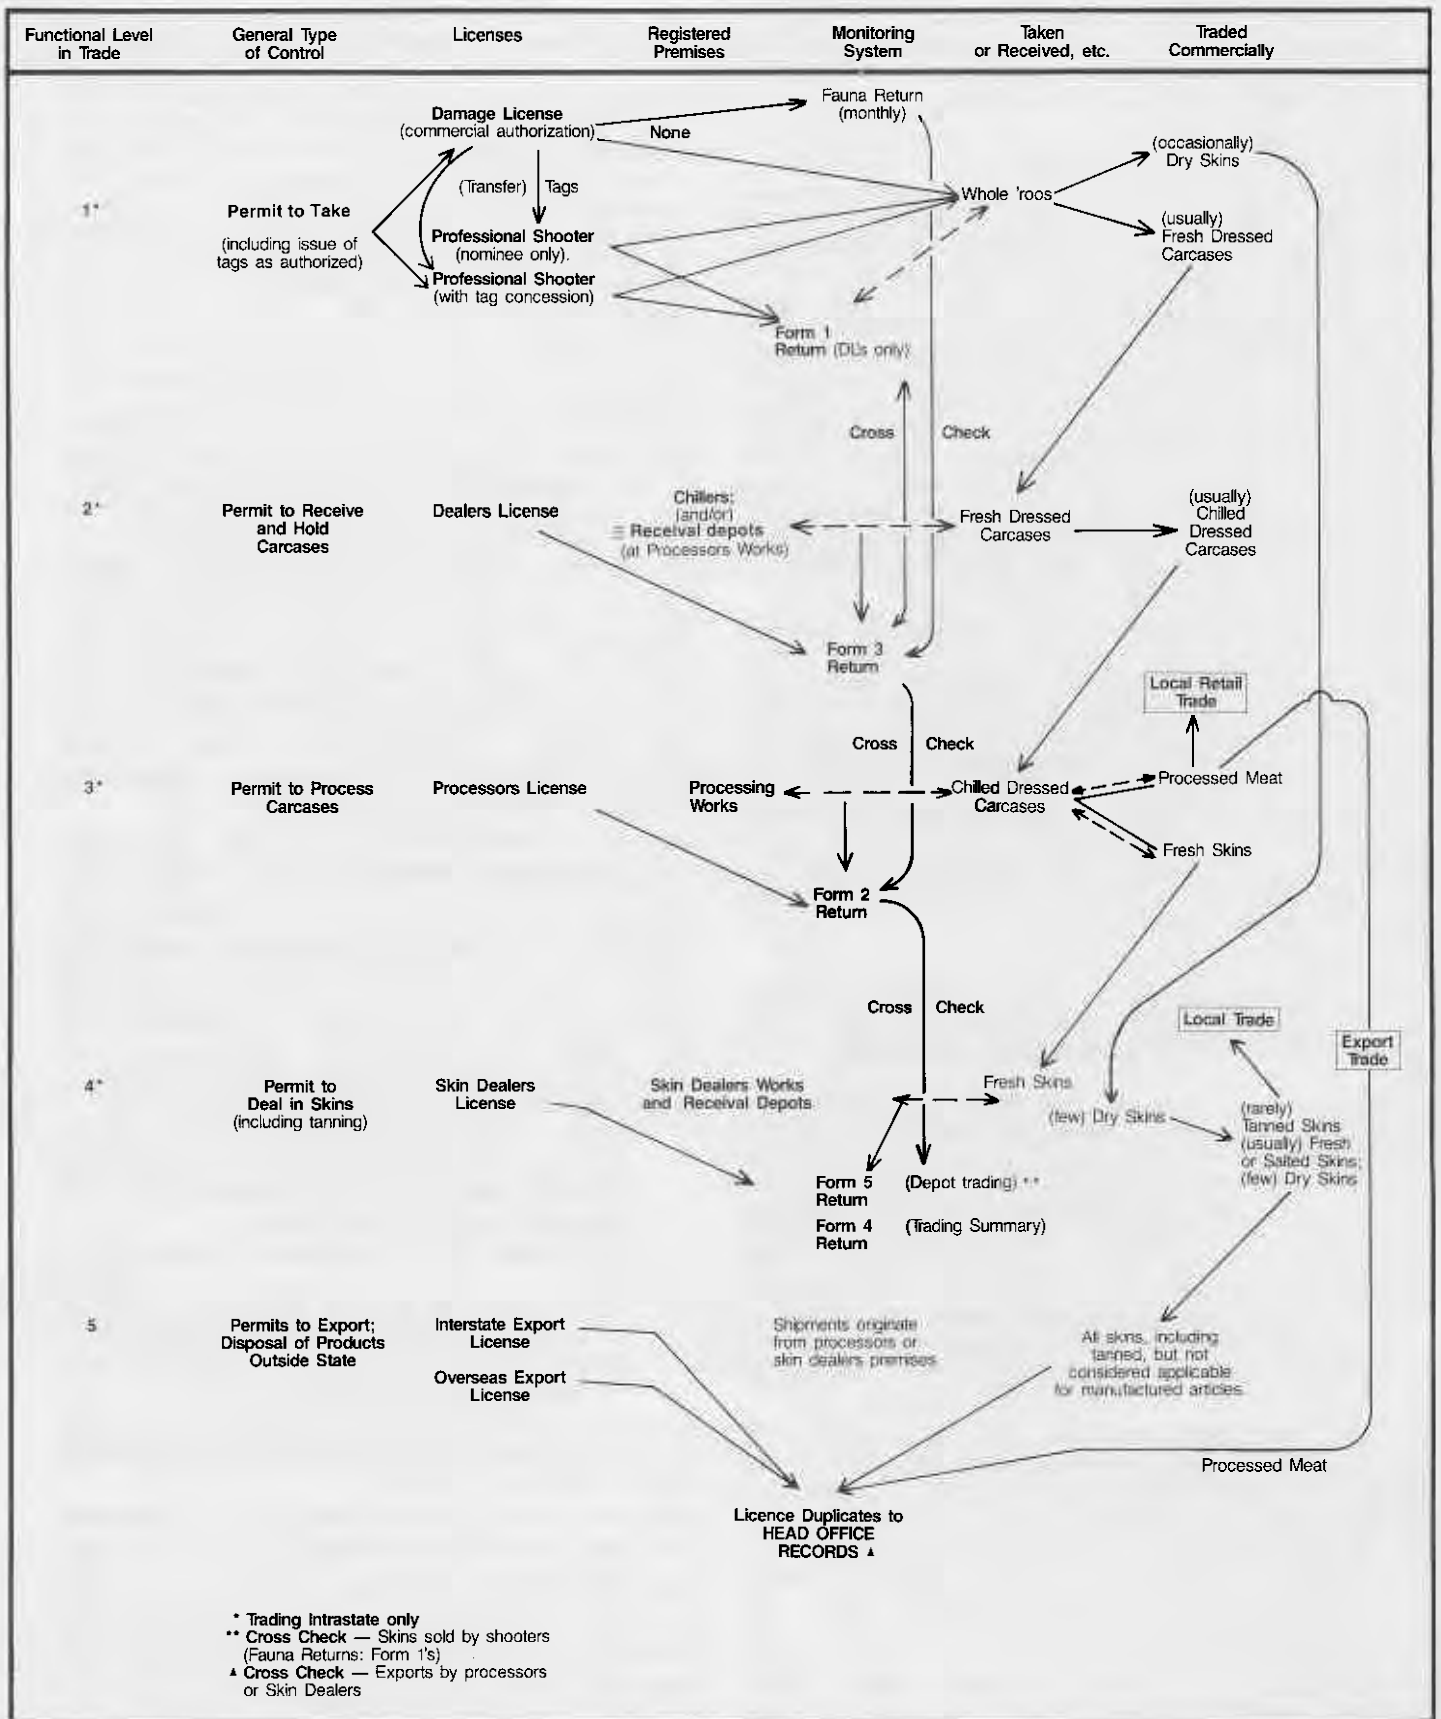 Functional Level
in Trade
General Type
of Control
Licenses
Registered
Premises
Monitoring
System
Taken
or Received, etc.
Traded
Commercially
1*
Permit to Take
(including issue of
tags as authorized)
Damage License
(commercial authorization)
None
(Transfer)
Tags
Professional Shooter
(nominee only).
Professional Shooter
(with tag concession)
Fauna Return
(monthly)
Form 1
Return (DL's only)
Whole 'roos
(occasionally)
Dry Skins
(usually)
Fresh Dressed
Carcases
Cross
Check
2*
Permit to Receive
and Hold
Carcases
Dealers License
Chillers;
(and/or)
Receival depots
(at Processors Works)
Fresh Dressed
Carcases
(usually)
Chilled
Dressed
Carcases
Form 3
Return
Local Retail
Trade
Cross
Check
3*
Permit to Process
Carcases
Processors License
Processing
Works
Chilled Dressed
Carcases
Processed Meat
Fresh Skins
Form 2
Return
Cross
Check
Local Trade
Export
Trade
4*
Permit to
Deal in Skins
(including tanning)
Skin Dealers
License
Skin Dealers Works
and Receival Depots
Fresh Skins
(few) Dry Skins
(rarely)
Tanned Skins
(usually) Fresh
or Salted Skins;
(few) Dry Skins
Form 5
Return
(Depot trading) **
Form 4
Return
(Trading Summary)
5
Permits to Export;
Disposal of Products
Outside State
Interstate Export
License
Overseas Export
License
Shipments originate
from processors or
skin dealers premises
All skins, including
tanned, but not
considered applicable
for manufactured articles.
Processed Meat
Licence Duplicates to
HEAD OFFICE
RECORDS ▲
* Trading Intrastate only
** Cross Check — Skins sold by shooters
(Fauna Returns: Form 1's)
▲ Cross Check — Exports by processors
or Skin Dealers